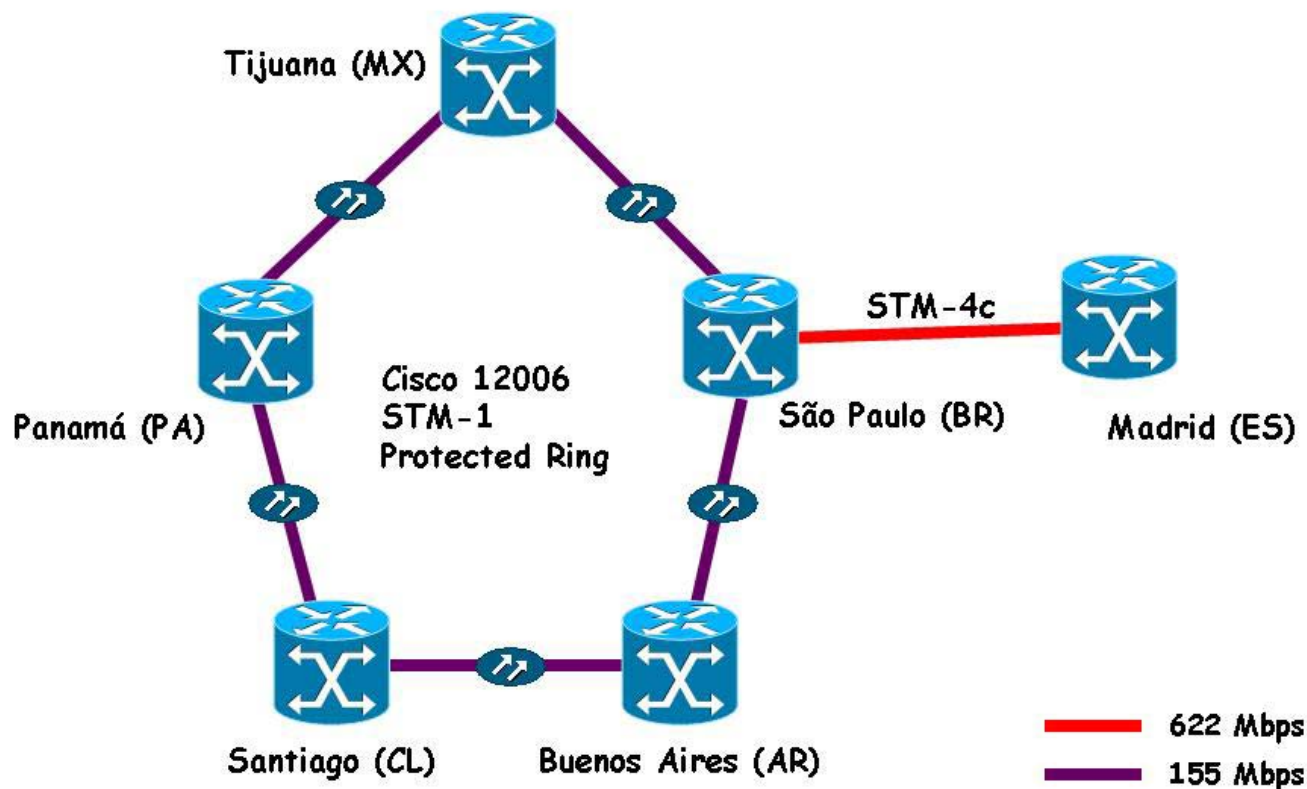 Tijuana (MX)
STM-4c
Cisco 12006
STM-1
Protected Ring
Panamá (PA)
São Paulo (BR)
Madrid (ES)
Santiago (CL)
Buenos Aires (AR)
622 Mbps
155 Mbps